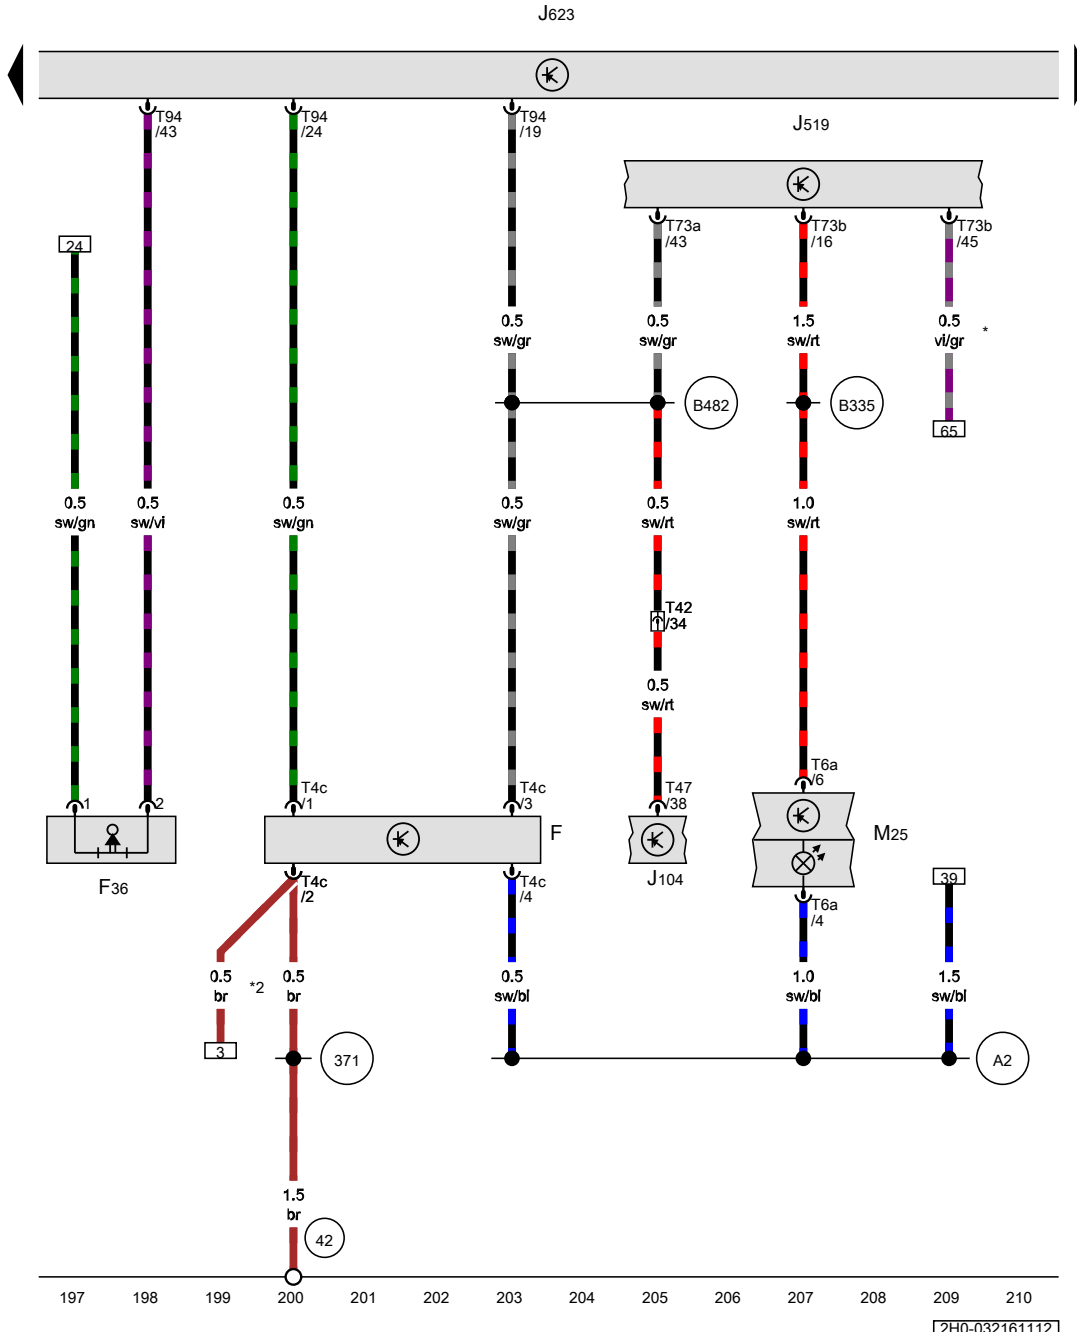 J623
T94
/43
T94
/24
T94
/19
J519
T73a
/43
T73b
/16
T73b
/45
24
0.5
sw/gr
0.5
sw/gr
1.5
sw/rt
0.5
vi/gr
*
B482
B335
65
0.5
sw/gn
0.5
sw/vi
0.5
sw/gn
0.5
sw/gr
0.5
sw/rt
1.0
sw/rt
T42
/34
0.5
sw/rt
T6a
/6
1
2
T4c
/1
T4c
/3
T47
/38
F
M25
F36
J104
T4c
/2
T4c
/4
39
T6a
/4
0.5
br
*2
0.5
br
0.5
sw/bl
1.0
sw/bl
1.5
sw/bl
3
371
A2
1.5
br
42
197 198 199 200 201 202 203 204 205 206 207 208 209 210
2H0-032161112